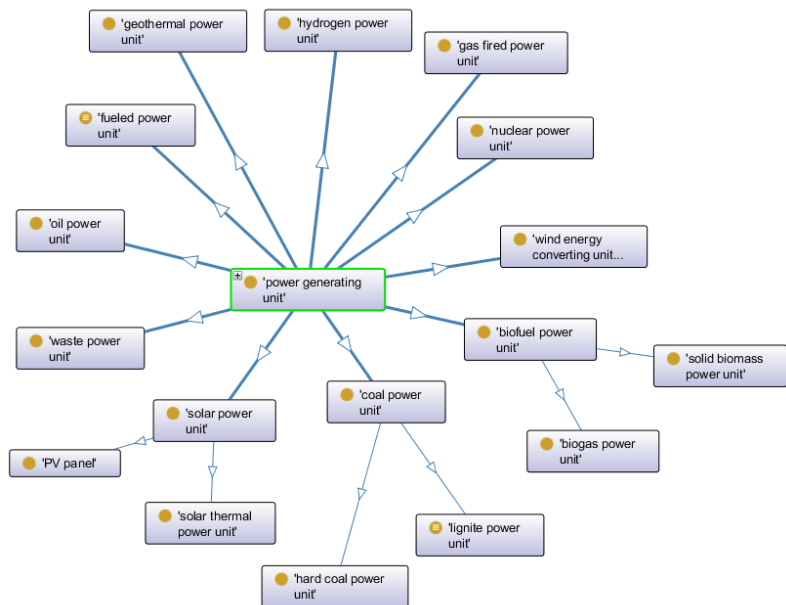 'geothermal power
unit'
'hydrogen power
unit'
'gas fired power
unit'
'fueled power
unit'
'nuclear power
unit'
'oil power
unit'
'wind energy
converting unit...
'power generating
unit'
'waste power
unit'
'biofuel power
unit'
'solid biomass
power unit'
'coal power
unit'
'solar power
unit'
'biogas power
unit'
'PV panel'
'solar thermal
power unit'
'lignite power
unit'
'hard coal power
unit'